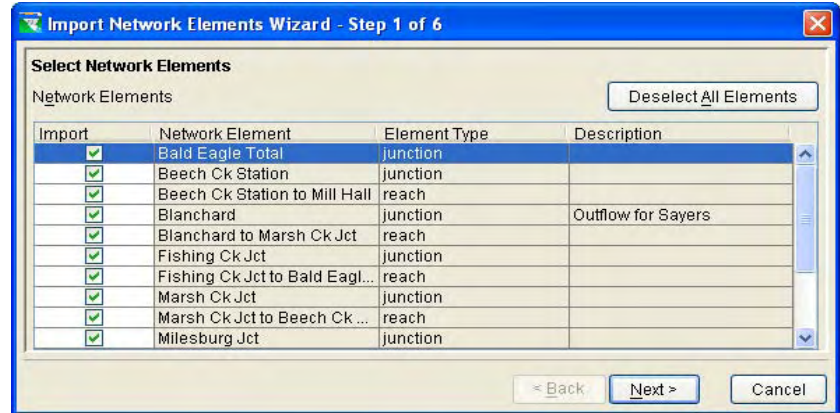 Import Network Elements Wizard - Step 1 of 6
Select Network Elements
Network Elements Deselect All Elements
Import Network Element Element Type Description
Bald Eagle Total junction
Beech Ck Station junction
Beech Ck Station to Mill Hall reach
Blanchard junction Outflow for Sayers
Blanchard to Marsh Ck Jct reach
Fishing Ck Jct junction
Fishing Ck Jct to Bald Eagl... reach
Marsh Ck Jct junction
Marsh Ck Jct to Beech Ck ... reach
Milesburg Jct junction
< Back Next > Cancel